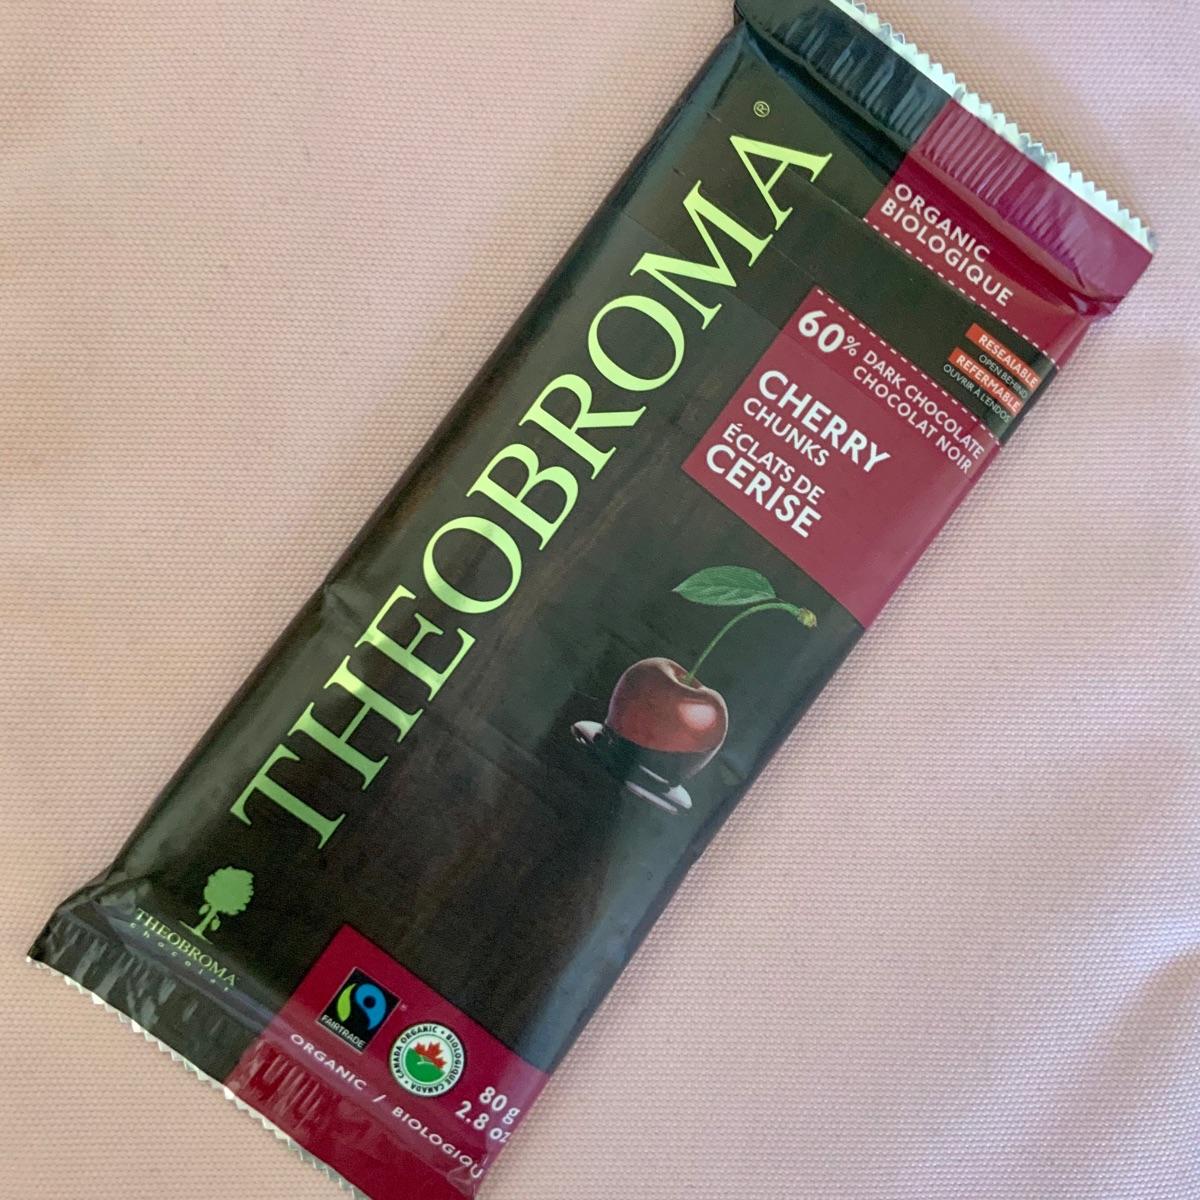 THEOBROMA®
ORGANIC
BIOLOGIQUE
RESEALABLE
OPEN BEHIND
REFERMABLE
OUVRIR À L'ENDOS
60% DARK CHOCOLATE
CHOCOLAT NOIR
CHERRY
CHUNKS
ÉCLATS DE
CERISE
THEOBROMA
chocolat
FAIRTRADE
CANADA ORGANIC • BIOLOGIQUE CANADA •
ORGANIC / BIOLOGIQU
80 g
2.8 oz